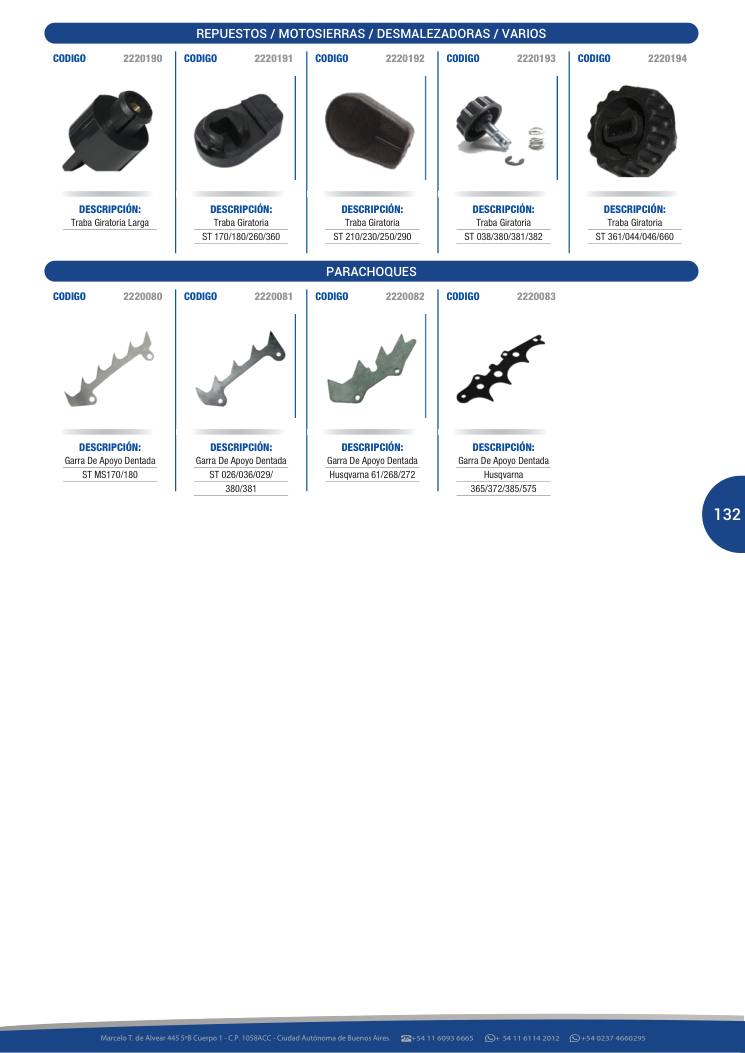 REPUESTOS / MOTOSIERRAS / DESMALEZADORAS / VARIOS
CODIGO 2220190
CODIGO 2220191
CODIGO 2220192
CODIGO 2220193
CODIGO 2220194
DESCRIPCIÓN:
Traba Giratoria Larga
DESCRIPCIÓN:
Traba Giratoria
ST 170/180/260/360
DESCRIPCIÓN:
Traba Giratoria
ST 210/230/250/290
DESCRIPCIÓN:
Traba Giratoria
ST 038/380/381/382
DESCRIPCIÓN:
Traba Giratoria
ST 361/044/046/660
PARACHOQUES
CODIGO 2220080
CODIGO 2220081
CODIGO 2220082
CODIGO 2220083
DESCRIPCIÓN:
Garra De Apoyo Dentada
ST MS170/180
DESCRIPCIÓN:
Garra De Apoyo Dentada
ST 026/036/029/
380/381
DESCRIPCIÓN:
Garra De Apoyo Dentada
Husqvarna 61/268/272
DESCRIPCIÓN:
Garra De Apoyo Dentada
Husqvarna
365/372/385/575
132
Marcelo T. de Alvear 445 5ºB Cuerpo 1 - C.P. 1058ACC - Ciudad Autónoma de Buenos Aires. +54 11 6093 6665 + 54 11 6114 2012 +54 0237 4660295